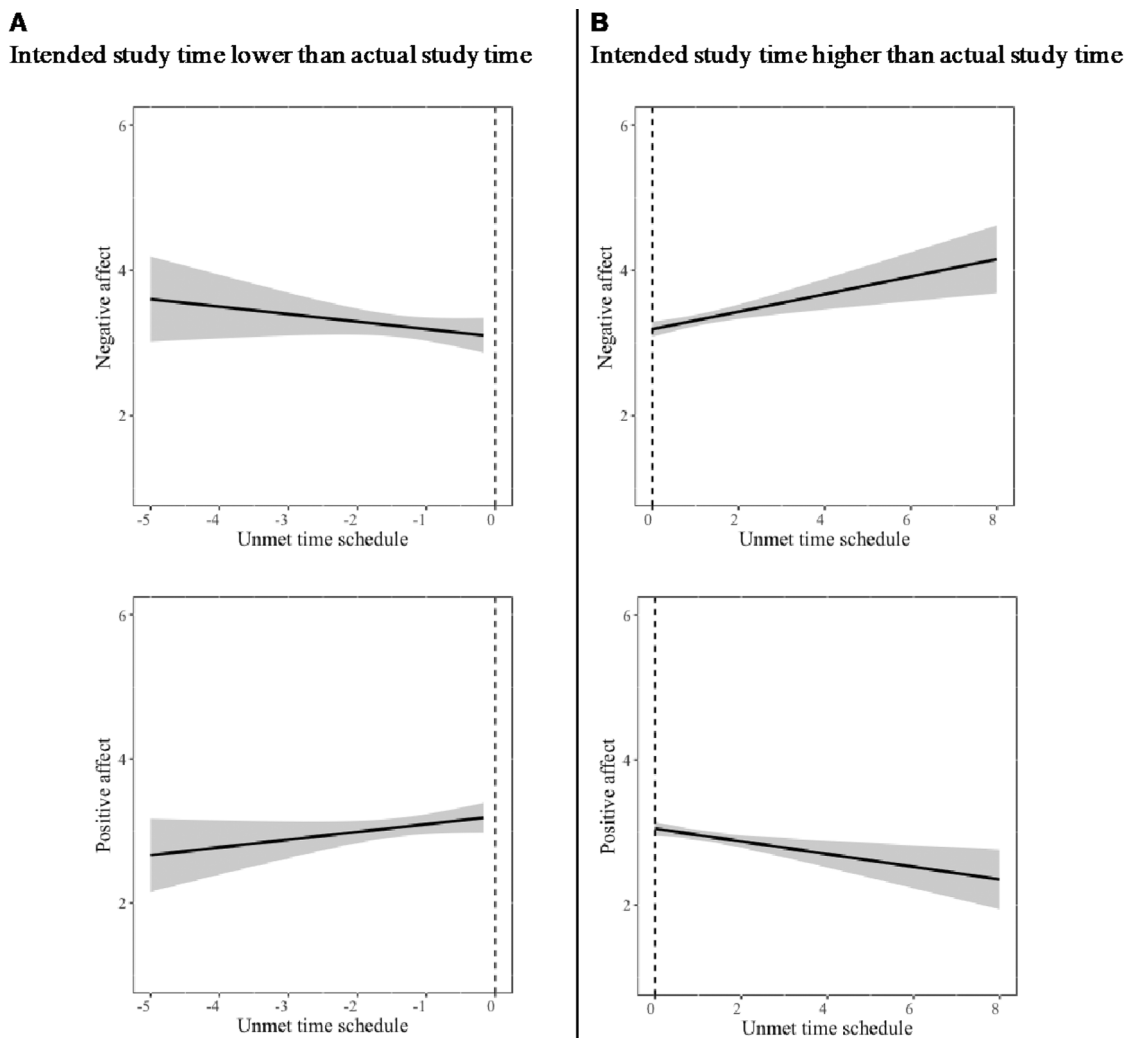 A
Intended study time lower than actual study time
6
4
2
Negative affect
-5 -4 -3 -2 -1 0
Unmet time schedule
6
4
2
Positive affect
-5 -4 -3 -2 -1 0
Unmet time schedule
B
Intended study time higher than actual study time
6
4
2
Negative affect
0 2 4 6 8
Unmet time schedule
6
4
2
Positive affect
0 2 4 6 8
Unmet time schedule